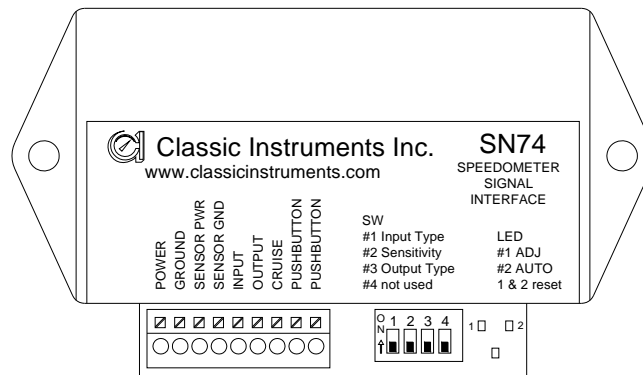 Classic Instruments Inc.
www.classicinstruments.com
SN74
SPEEDOMETER
SIGNAL
INTERFACE
POWER
GROUND
SENSOR PWR
SENSOR GND
INPUT
OUTPUT
CRUISE
PUSHBUTTON
PUSHBUTTON
SW
#1 Input Type
#2 Sensitivity
#3 Output Type
#4 not used
LED
#1 ADJ
#2 AUTO
1 & 2 reset
ON
1 2 3 4
1 2